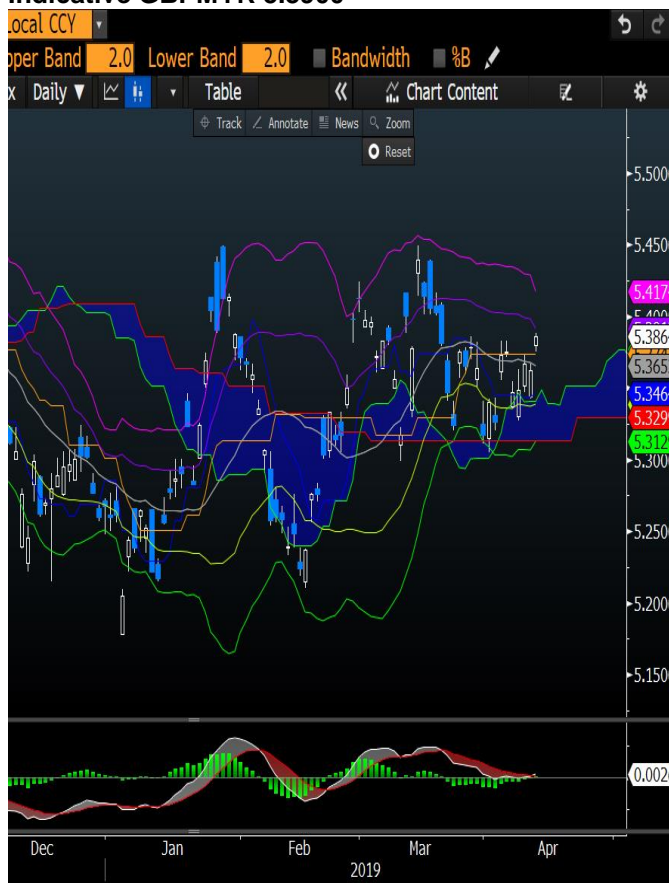 Local CCY
pper Band 2.0 Lower Band 2.0 Bandwidth %B
x Daily Table « Chart Content
Track Annotate News Zoom
Reset
5.500
5.450
5.417
5.386
5.365
5.346
5.329
5.312
5.300
5.250
5.200
5.150
0.002
Dec Jan Feb Mar Apr
2019